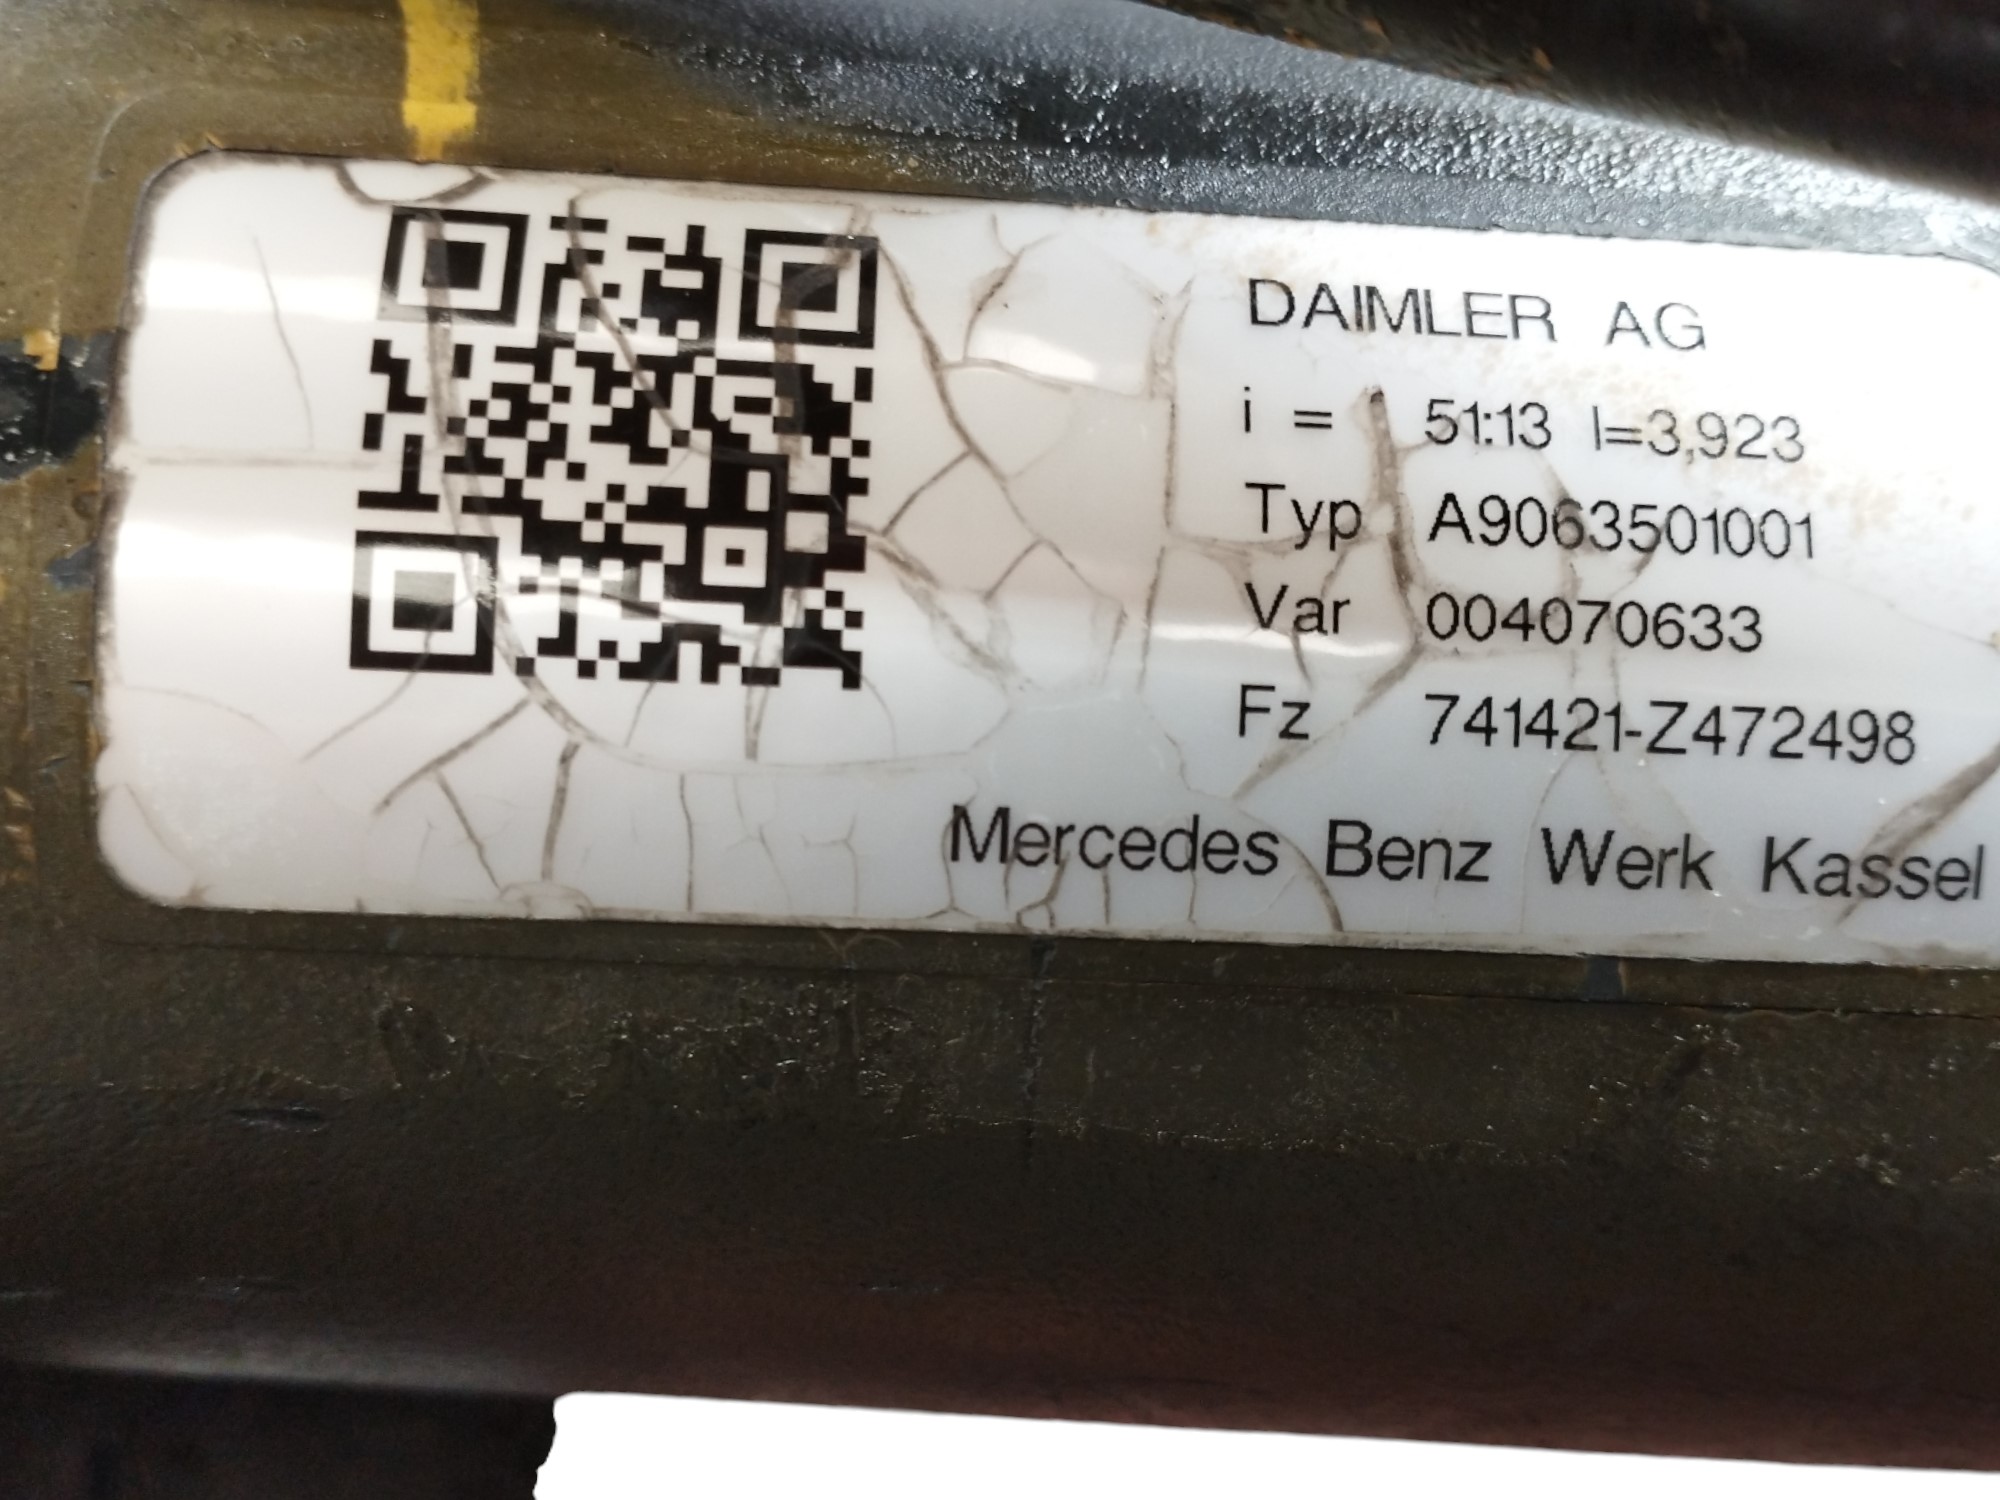 DAIMLER AG
i = 51:13 I=3,923
Typ A9063501001
Var 004070633
Fz 741421-Z472498
Mercedes Benz Werk Kassel